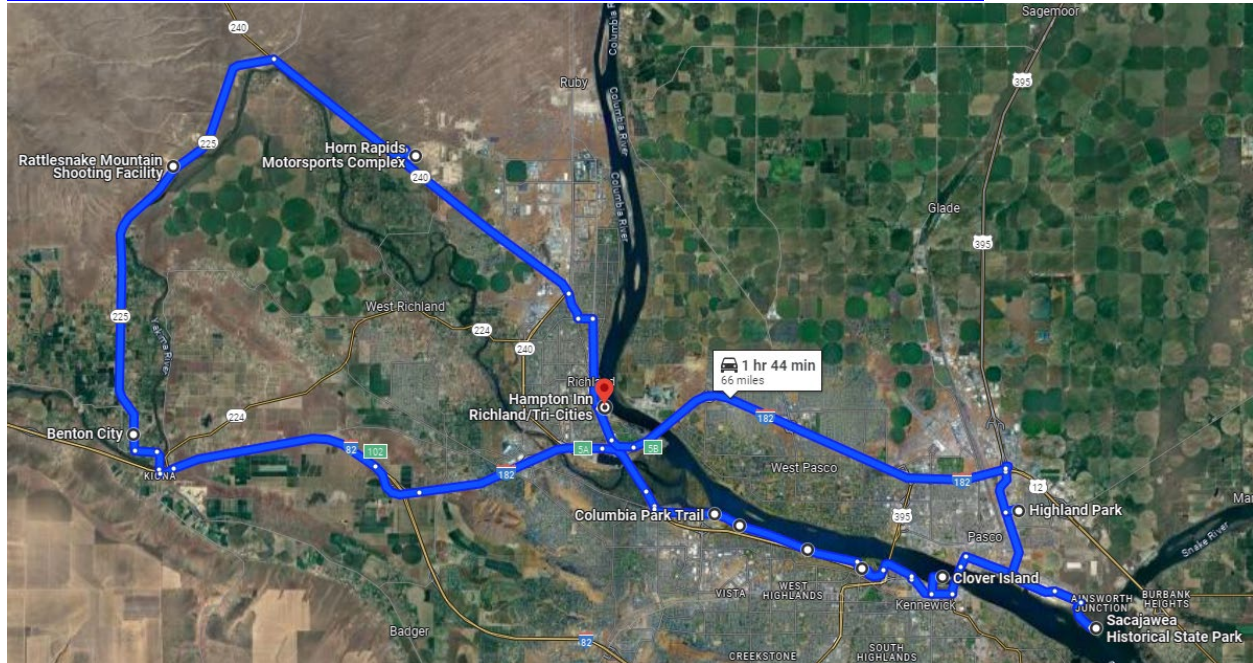 Sagemoor
240
395
Ruby
Columbia River
Columbia River
Columbia River
225
Horn Rapids
Motorsports Complex
Rattlesnake Mountain
Shooting Facility
240
Glade
395
West Richland
225
224
240
Yakima River
1 hr 44 min
66 miles
Richland
Hampton Inn
Richland/Tri-Cities
224
182
Benton City
5A
5B
82
102
KIONA
182
West Pasco
182
12
Columbia Park Trail
395
Highland Park
Snake River
Pasco
Clover Island
VISTA
WEST
HIGHLANDS
Kennewick
AINSWORTH
JUNCTION
BURBANK
HEIGHTS
Sacajawea
Historical State Park
Badger
82
CREEKSTONE
SOUTH
HIGHLANDS